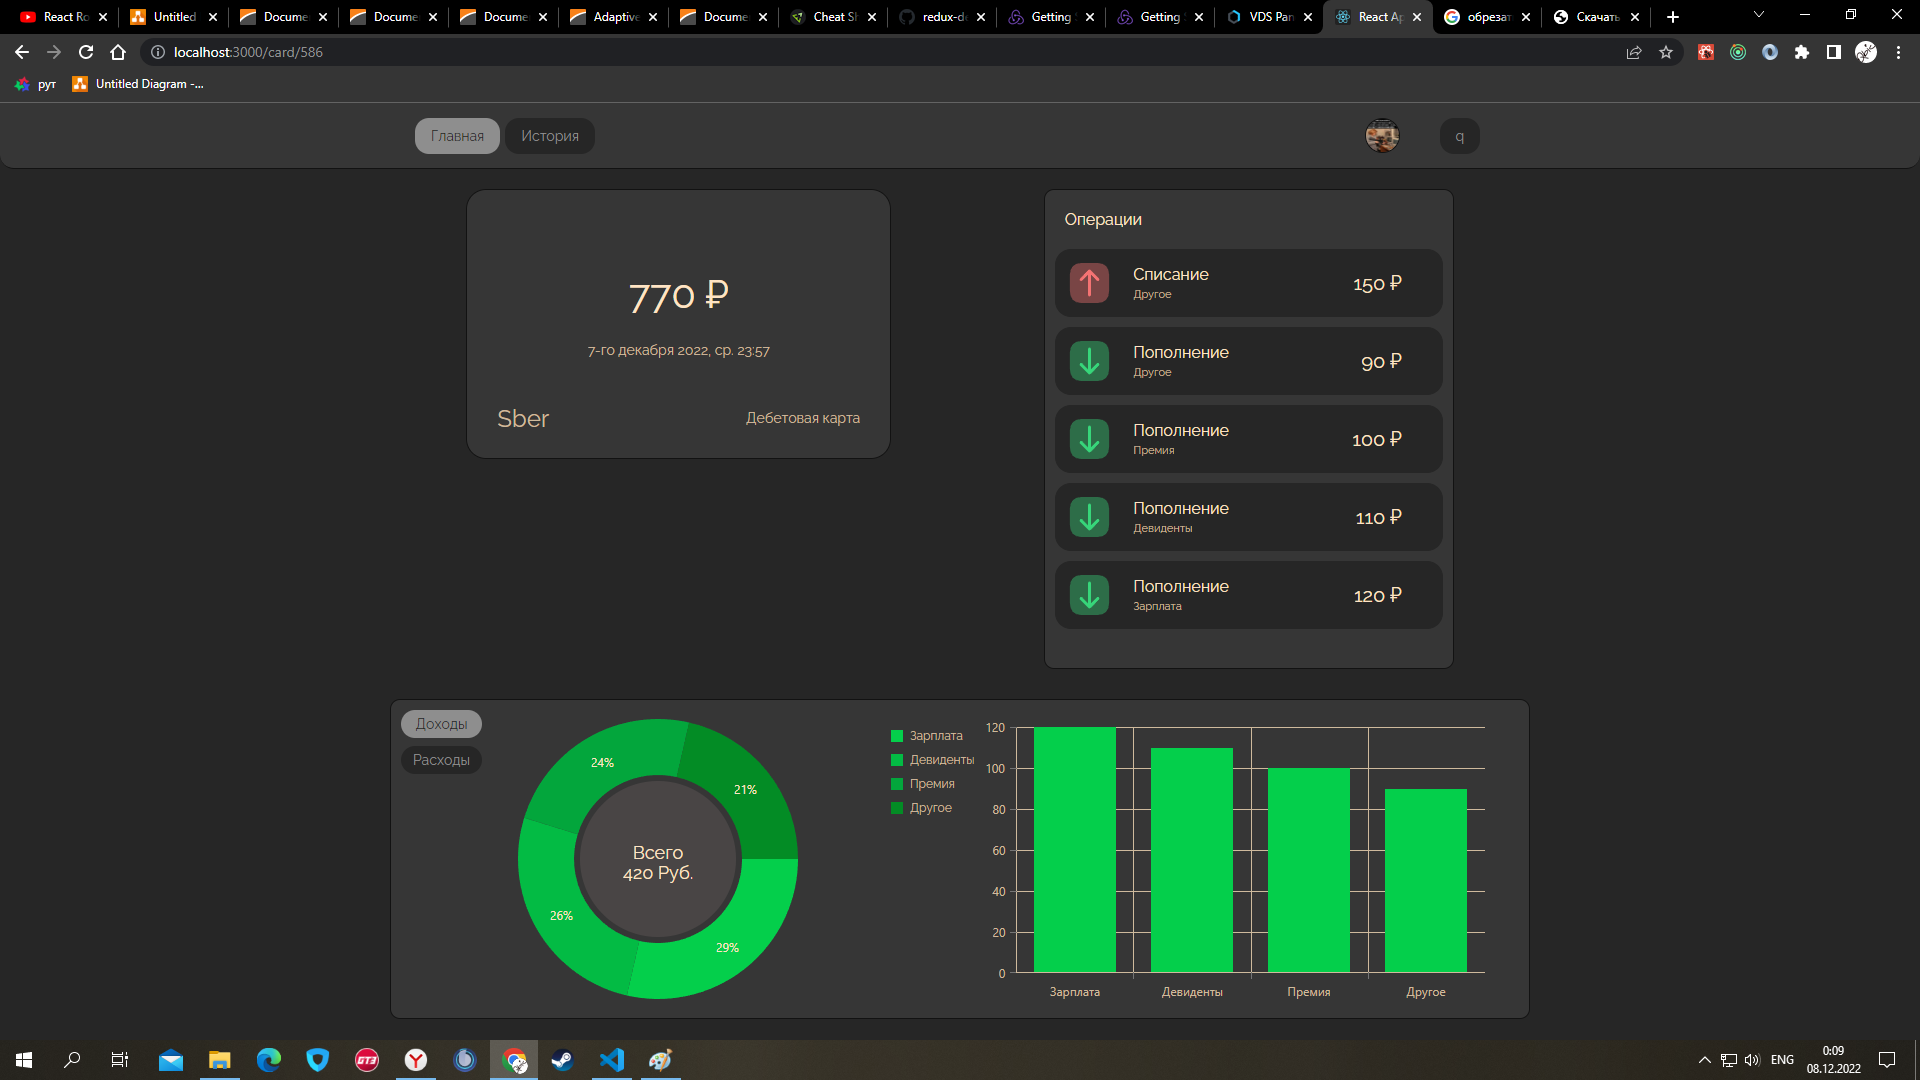 React Ro
Untitled
Docume
Docume
Docume
Adaptive
Docume
Cheat Sh
redux-de
Getting
Getting
VDS Pan
React Ap
обрезат
Скачать
localhost:3000/card/586
рут
Untitled Diagram -...
Главная
История
q
770 ₽
7-го декабря 2022, ср. 23:57
Sber
Дебетовая карта
Операции
Списание
Другое
150 ₽
Пополнение
Другое
90 ₽
Пополнение
Премия
100 ₽
Пополнение
Девиденты
110 ₽
Пополнение
Зарплата
120 ₽
Доходы
Расходы
24%
21%
26%
29%
Всего
420 Руб.
Зарплата
Девиденты
Премия
Другое
120
100
80
60
40
20
0
Зарплата
Девиденты
Премия
Другое
GT3
ENG
0:09
08.12.2022